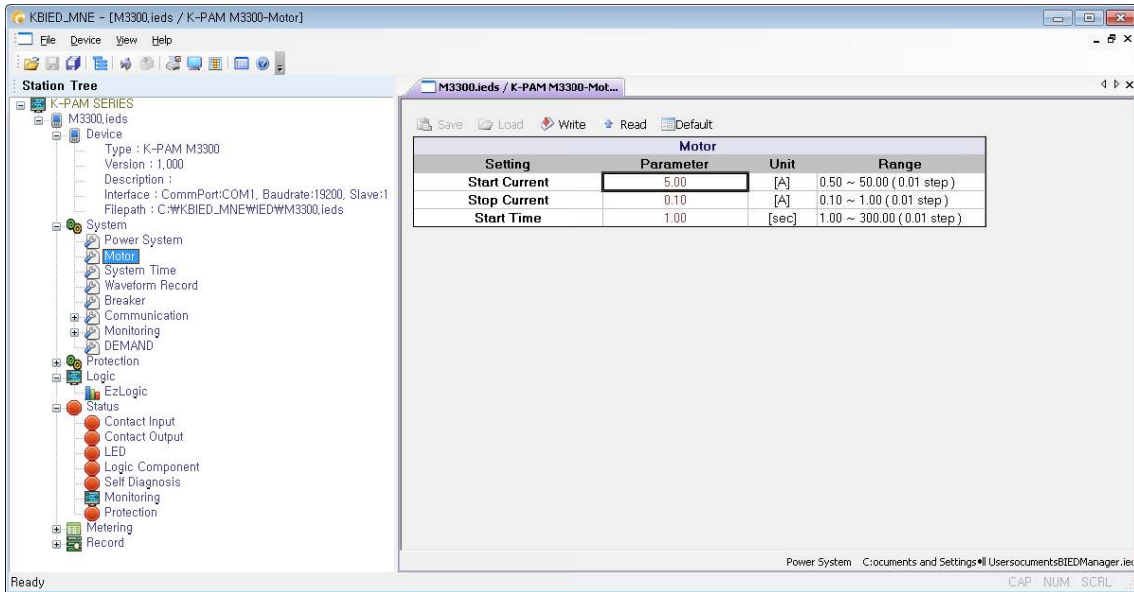 KBIED_MNE - [M3300.ieds / K-PAM M3300-Motor]
File Device View Help
Station Tree
K-PAM SERIES
M3300.ieds
Device
Type : K-PAM M3300
Version : 1,000
Description :
Interface : CommPort:COM1, Baudrate:19200, Slave:1
Filepath : C:₩KBIED_MNE₩IED₩M3300.ieds
System
Power System
Motor
System Time
Waveform Record
Breaker
Communication
Monitoring
DEMAND
Protection
Logic
EzLogic
Status
Contact Input
Contact Output
LED
Logic Component
Self Diagnosis
Monitoring
Protection
Metering
Record
M3300.ieds / K-PAM M3300-Mot...
Save Load Write Read Default
Motor
Setting Parameter Unit Range
Start Current 5.00 [A] 0.50 ~ 50.00 ( 0.01 step )
Stop Current 0.10 [A] 0.10 ~ 1.00 ( 0.01 step )
Start Time 1.00 [sec] 1.00 ~ 300.00 ( 0.01 step )
Power System C:ocuments and Settings•ll UsersocumentsBIEDManager.ied
Ready
CAP NUM SCRL